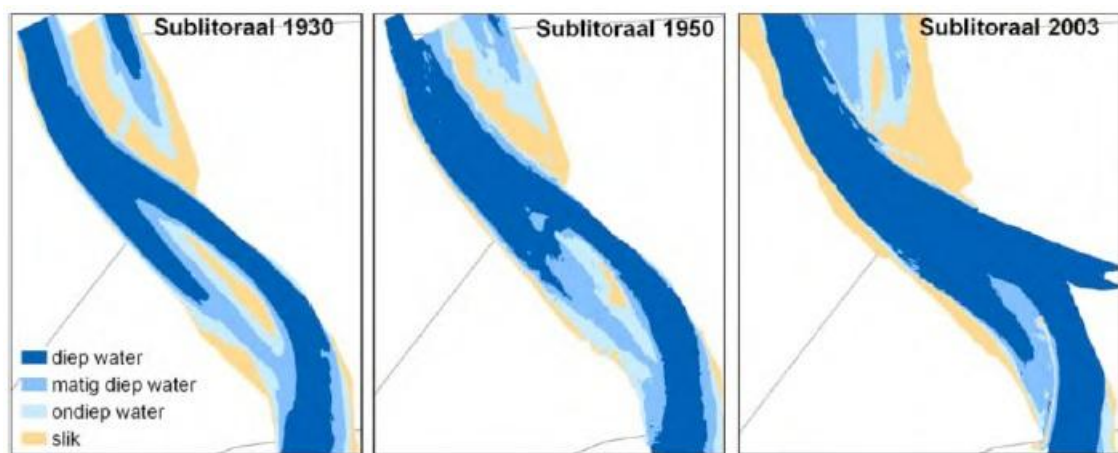 Sublitoraal 1930
Sublitoraal 1950
Sublitoraal 2003
diep water
matig diep water
ondiep water
slik